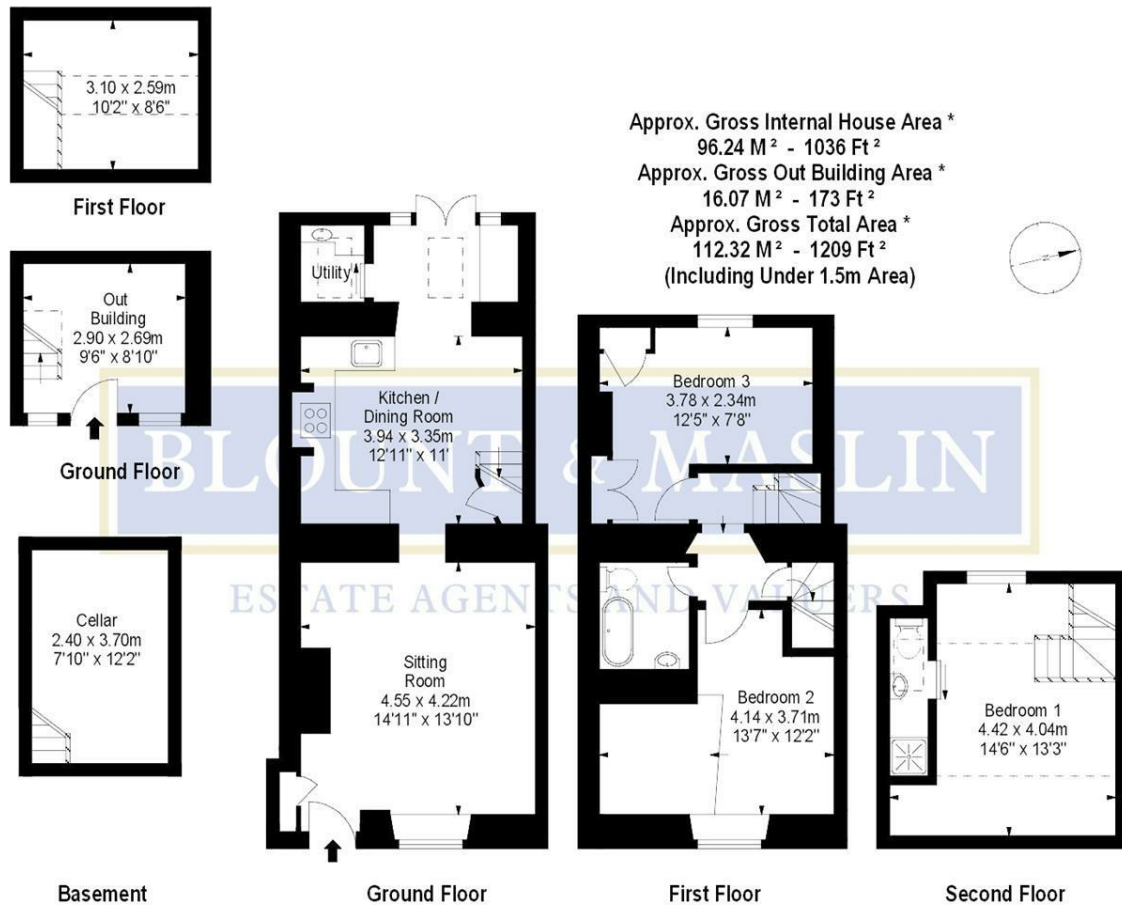 3.10 x 2.59m
10'2" x 8'6"
First Floor
Out
Building
2.90 x 2.69m
9'6" x 8'10"
Ground Floor
Cellar
2.40 x 3.70m
7'10" x 12'2"
Basement
Approx. Gross Internal House Area *
96.24 M² - 1036 Ft²
Approx. Gross Out Building Area *
16.07 M² - 173 Ft²
Approx. Gross Total Area *
112.32 M² - 1209 Ft²
(Including Under 1.5m Area)
Utility
Kitchen /
Dining Room
3.94 x 3.35m
12'11" x 11'
Sitting
Room
4.55 x 4.22m
14'11" x 13'10"
Ground Floor
Bedroom 3
3.78 x 2.34m
12'5" x 7'8"
Bedroom 2
4.14 x 3.71m
13'7" x 12'2"
First Floor
Bedroom 1
4.42 x 4.04m
14'6" x 13'3"
Second Floor
BLOUNT & MASLIN
ESTATE AGENTS AND VALUERS